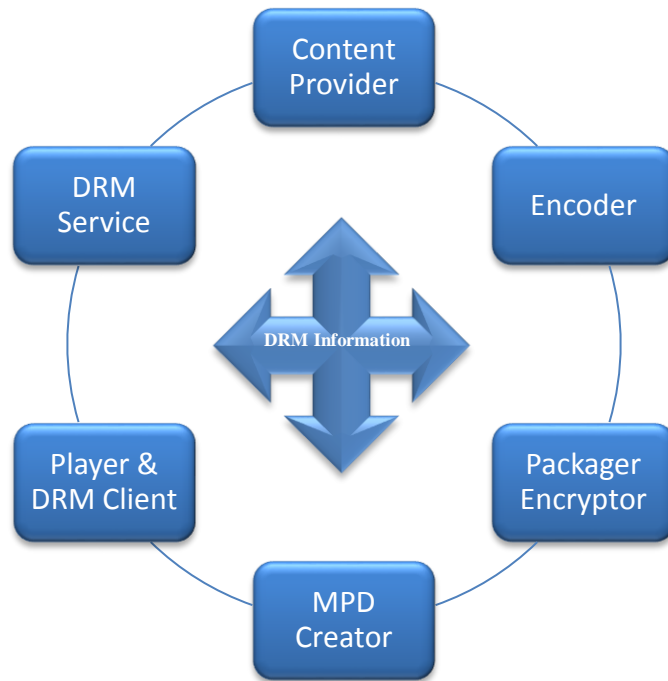 Content
Provider
DRM
Service
Encoder
DRM Information
Player &
DRM Client
Packager
Encryptor
MPD
Creator